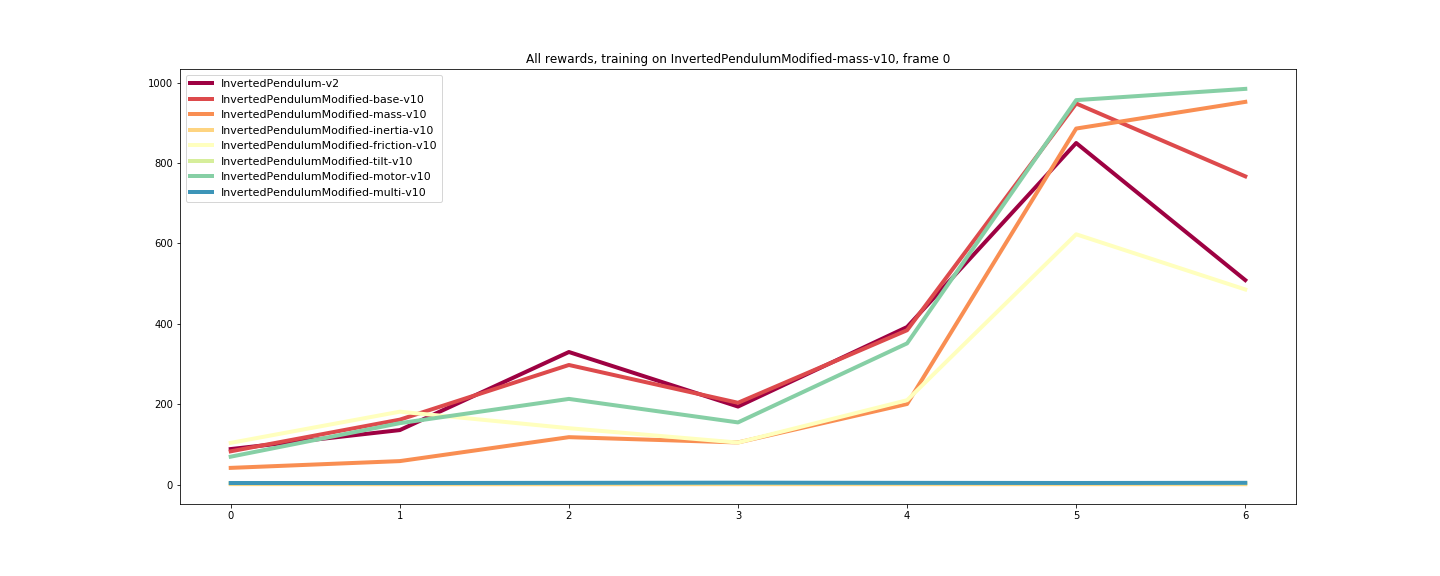 All rewards, training on InvertedPendulumModified-mass-v10, frame 0
InvertedPendulum-v2
InvertedPendulumModified-base-v10
InvertedPendulumModified-mass-v10
InvertedPendulumModified-inertia-v10
InvertedPendulumModified-friction-v10
InvertedPendulumModified-tilt-v10
InvertedPendulumModified-motor-v10
InvertedPendulumModified-multi-v10
1000
800
600
400
200
0
0 1 2 3 4 5 6